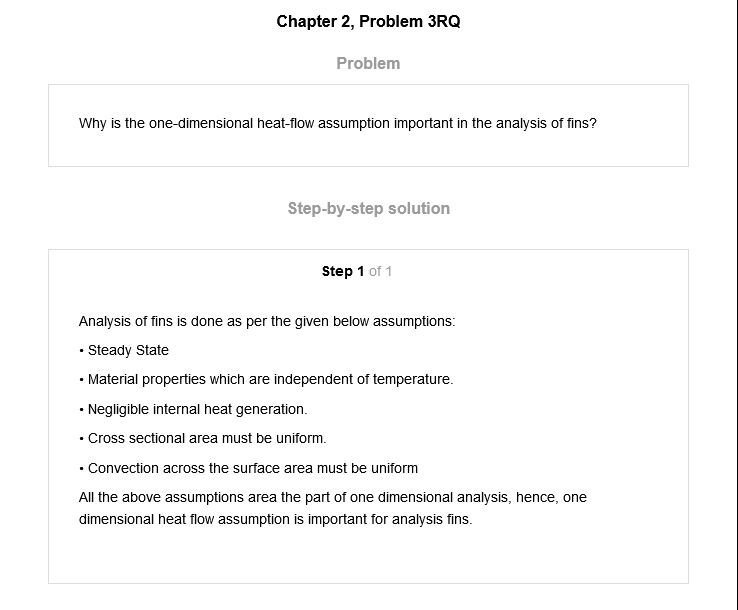 Chapter 2, Problem 3RQ
Problem
Why is the one-dimensional heat-flow assumption important in the analysis of fins?
Step-by-step solution
Step 1 of 1
Analysis of fins is done as per the given below assumptions:
• Steady State
• Material properties which are independent of temperature.
• Negligible internal heat generation.
• Cross sectional area must be uniform.
• Convection across the surface area must be uniform
All the above assumptions area the part of one dimensional analysis, hence, one
dimensional heat flow assumption is important for analysis fins.